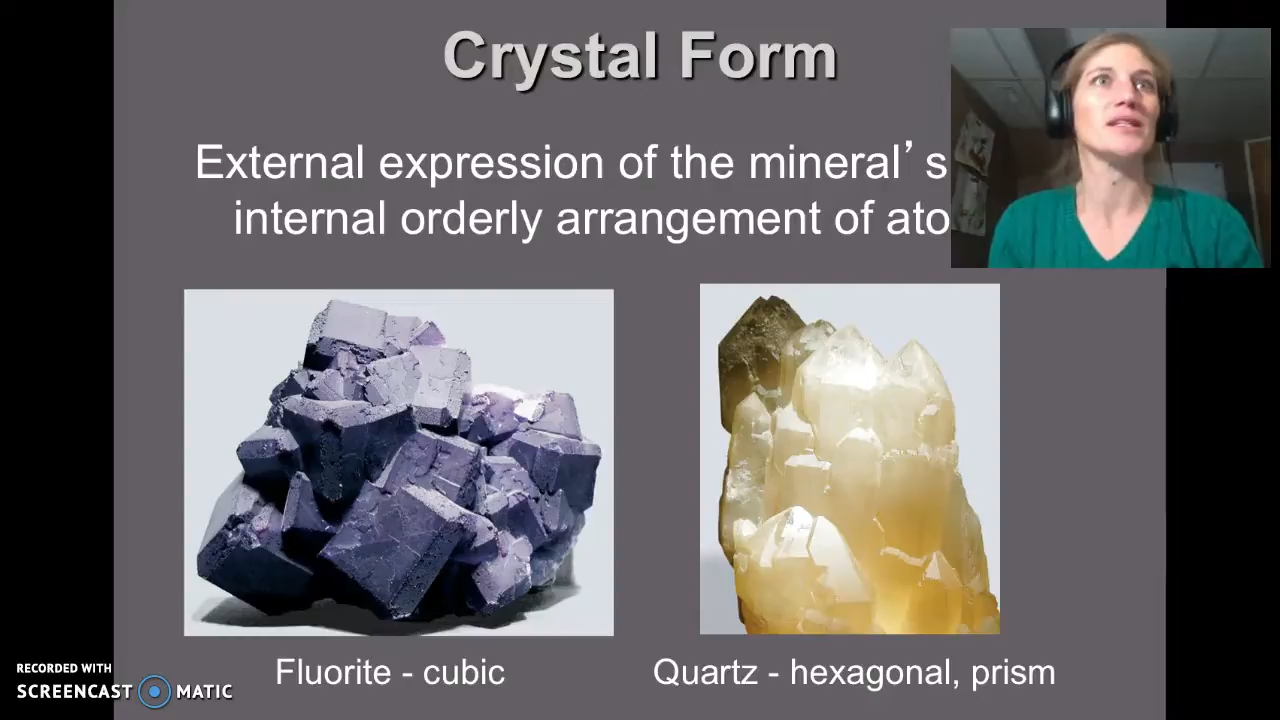 Crystal Form
External expression of the mineral’s
internal orderly arrangement of ato
Fluorite - cubic
Quartz - hexagonal, prism
RECORDED WITH
SCREENCAST MATIC